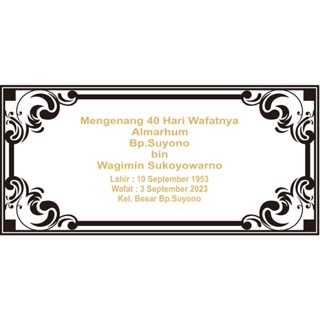 Mengenang 40 Hari Wafatnya
Almarhum
Bp.Suyono
bin
Wagimin Sukoyowarno
Lahir : 10 September 1953
Wafat : 3 September 2023
Kel. Besar Bp.Suyono